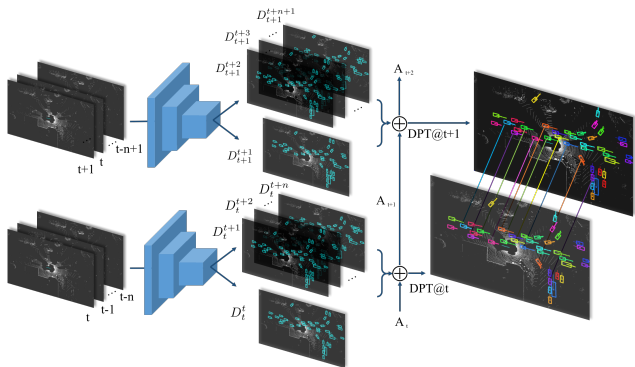 D_{t+1}^{t+n+1}
...
D_{t+1}^{t+3}
D_{t+1}^{t+2}
...
A_{t+2}
t+1 t ... t-n+1
DPT@t+1
D_{t+1}^{t+1}
D_t^{t+n}
...
D_t^{t+2}
A_{t+1}
D_t^{t+1}
...
t t-1 ... t-n
DPT@t
D_t^t
A_t